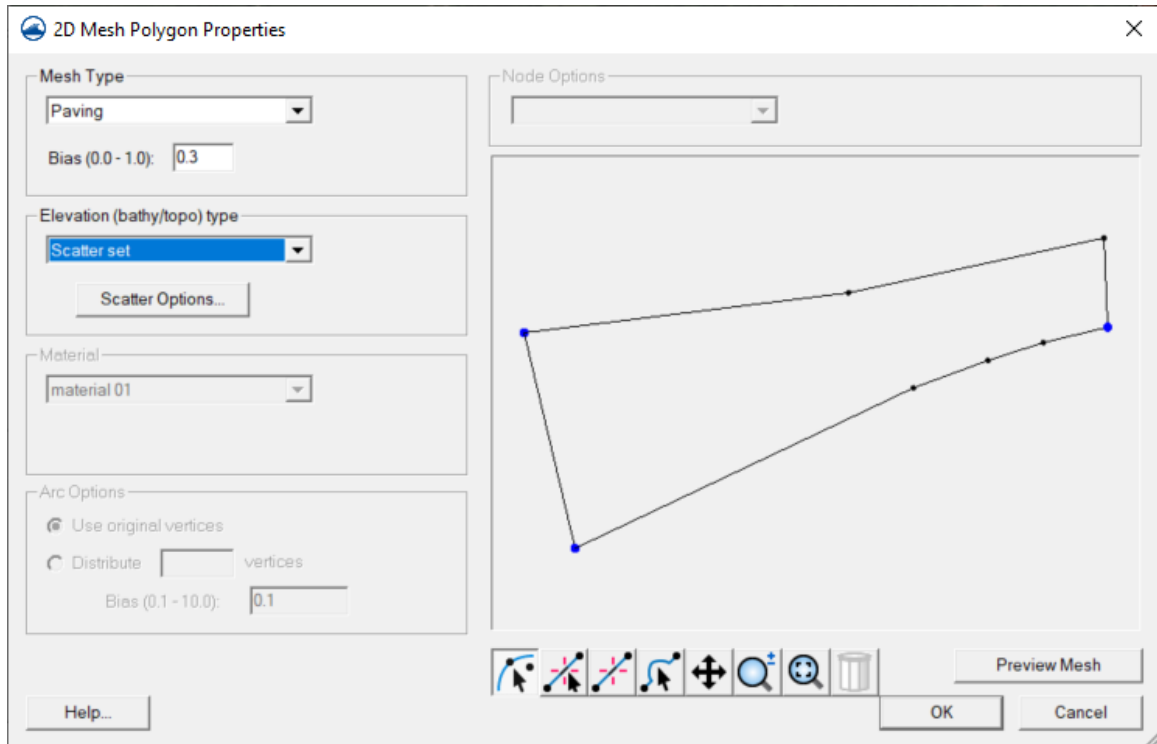 2D Mesh Polygon Properties
Mesh Type
Paving
Bias (0.0 - 1.0): 0.3
Elevation (bathy/topo) type
Scatter set
Scatter Options...
Material
material 01
Arc Options
Use original vertices
Distribute vertices
Bias (0.1 - 10.0): 0.1
Node Options
Preview Mesh
Help...
OK
Cancel